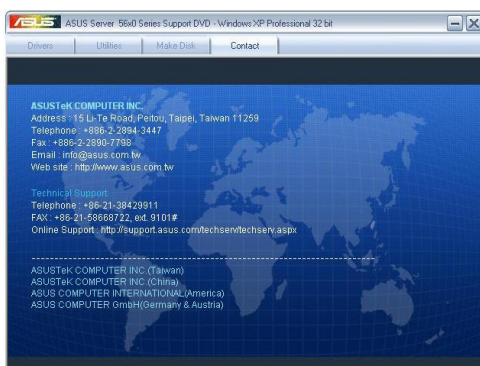 ASUS Server 56x0 Series Support DVD - Windows XP Professional 32 bit
Drivers Utilities Make Disk Contact
ASUSTeK COMPUTER INC.
Address : 15 Li-Te Road, Peitou, Taipei, Taiwan 11259
Telephone : +886-2-2894-3447
Fax : +886-2-2890-7798
Email : info@asus.com.tw
Web site : http://www.asus.com.tw
Technical Support
Telephone : +86-21-38429911
FAX : +86-21-58668722, ext. 9101#
Online Support : http://support.asus.com/techserv/techserv.aspx
ASUSTeK COMPUTER INC.(Taiwan)
ASUSTeK COMPUTER INC.(China)
ASUS COMPUTER INTERNATIONAL(America)
ASUS COMPUTER GmbH(Germany & Austria)